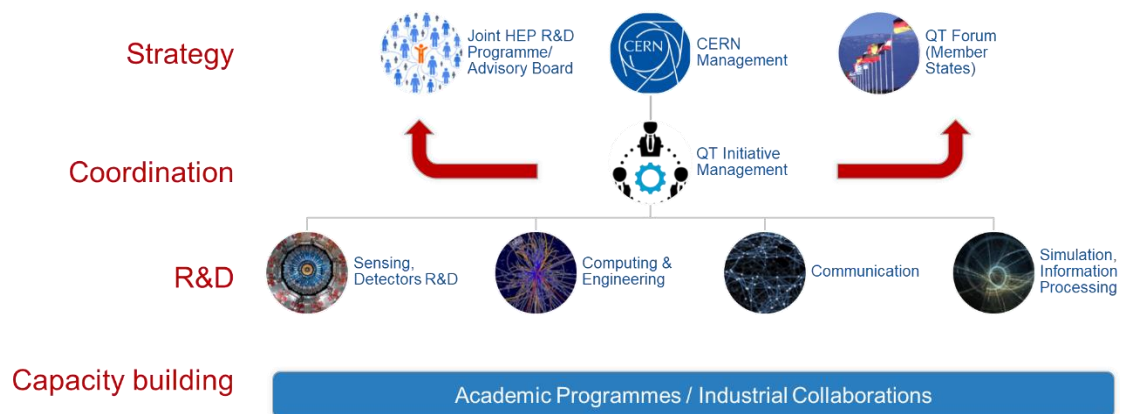 Strategy
Joint HEP R&D
Programme/
Advisory Board
CERN
CERN
Management
QT Forum
(Member
States)
Coordination
QT Initiative
Management
R&D
Sensing,
Detectors R&D
Computing &
Engineering
Communication
Simulation,
Information
Processing
Capacity building
Academic Programmes / Industrial Collaborations